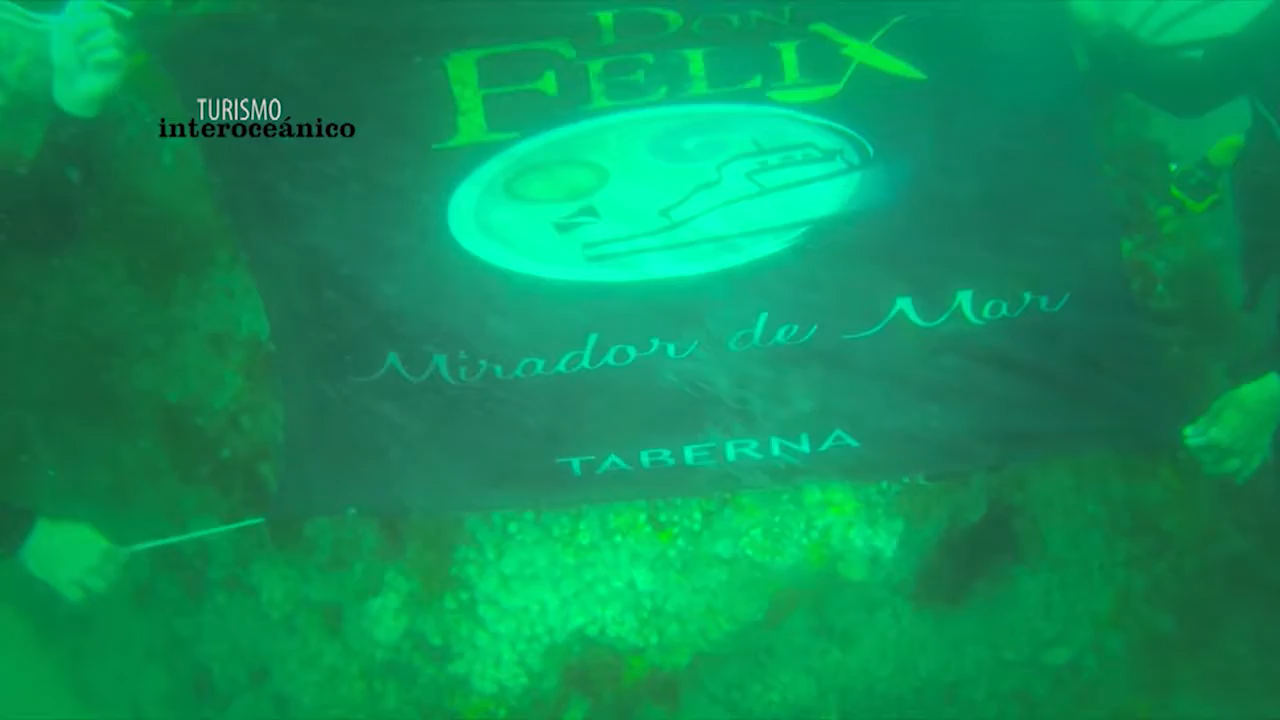 DON
FELIX
TURISMO
interoceánico
Mirador de Mar
TABERNA